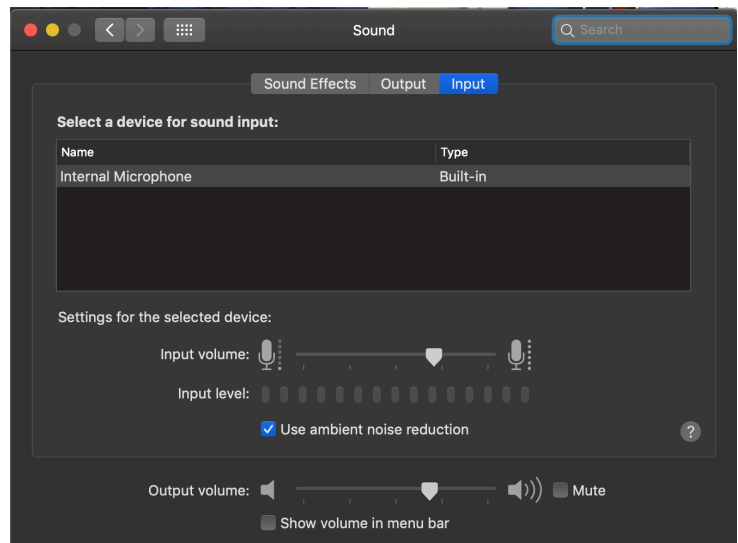 Sound
Search
Sound Effects Output Input
Select a device for sound input:
Name Type
Internal Microphone Built-in
Settings for the selected device:
Input volume:
Input level:
Use ambient noise reduction
?
Output volume: Mute
Show volume in menu bar